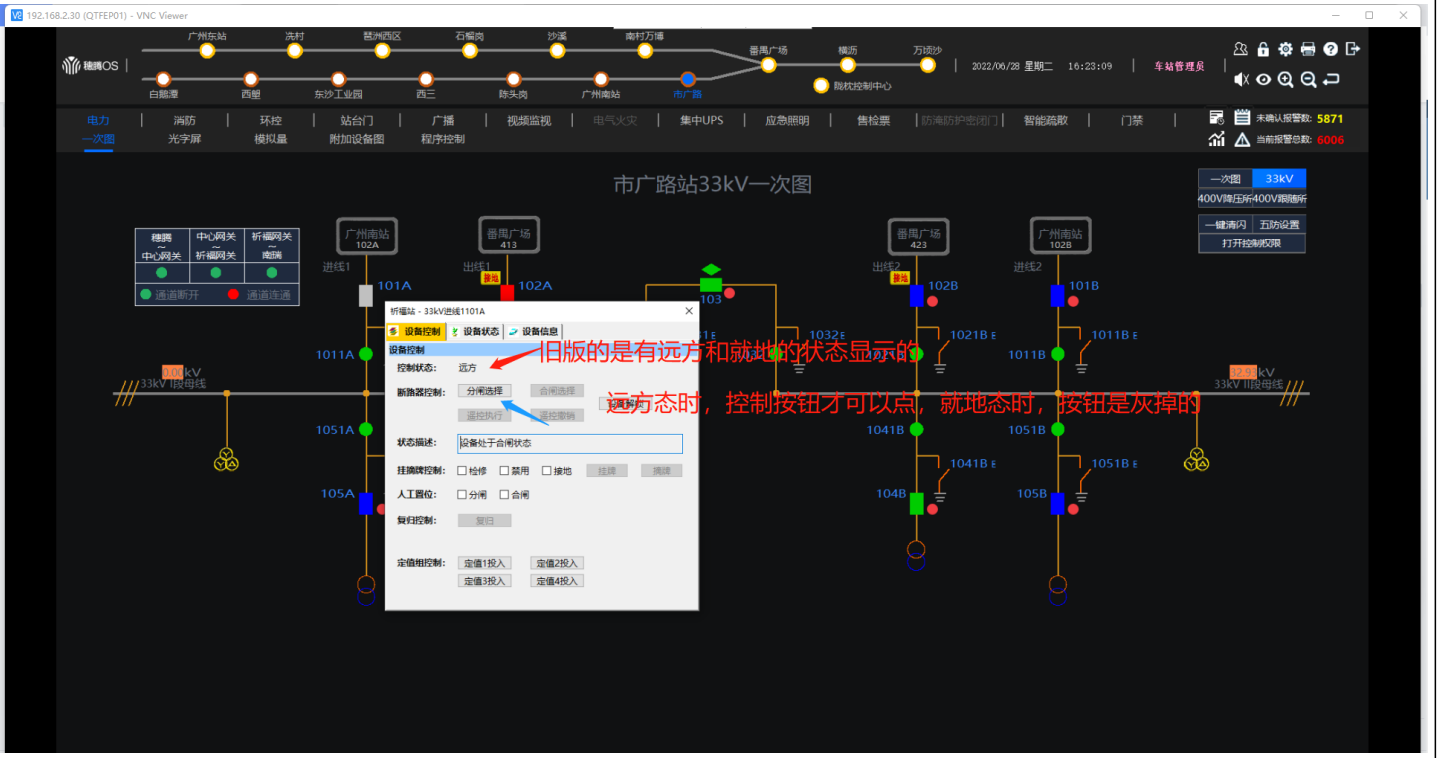 192.168.2.30 (QTFEP01) - VNC Viewer
广州东站 冼村 琶洲西区 石榴岗 沙溪 南村万博
番禺广场 横沥 万顷沙
穗腾OS
2022/06/28 星期二 16:23:09
车站管理员
陇枕控制中心
白鹅潭 西塱 东沙工业园 西三 陈头岗 广州南站 市广路
电力 消防 环控 站台门 广播 视频监视 电气火灾 集中UPS 应急照明 售检票 防淹防护密闭门 智能疏散 门禁
未确认报警数: 5871
一次图 光字屏 模拟量 附加设备图 程序控制
当前报警总数: 6006
市广路站33kV一次图
一次图 33kV
400V降压所 400V跟随所
一键清闪 五防设置
打开控制权限
穗腾 ~ 中心网关
中心网关 ~ 祈福网关
祈福网关 ~ 南瑞
通道断开 通道连通
广州南站 102A
番禺广场 413
番禺广场 423
广州南站 102B
进线1 出线1 出线2 进线2
接地 接地
101A 102A 103 102B 101B
1032E 1021B E 1011B E
1011A 1021B 1011B
0.00 kV
33kV I段母线
32.93 kV
33kV II段母线
1051A 1041B 1051B
1041B E 1051B E
105A 104B 105B
祈福站 - 33kV进线1101A
设备控制 设备状态 设备信息
设备控制
控制状态: 远方
旧版的是有远方和就地的状态显示的
断路器控制: 分闸选择 合闸选择
远方态时，控制按钮才可以点，就地态时，按钮是灰掉的
遥控执行 遥控撤销
状态描述: 设备处于合闸状态
挂摘牌控制: 检修 禁用 接地 挂牌 摘牌
人工置位: 分闸 合闸
复归控制: 复归
定值组控制: 定值1投入 定值2投入
定值3投入 定值4投入